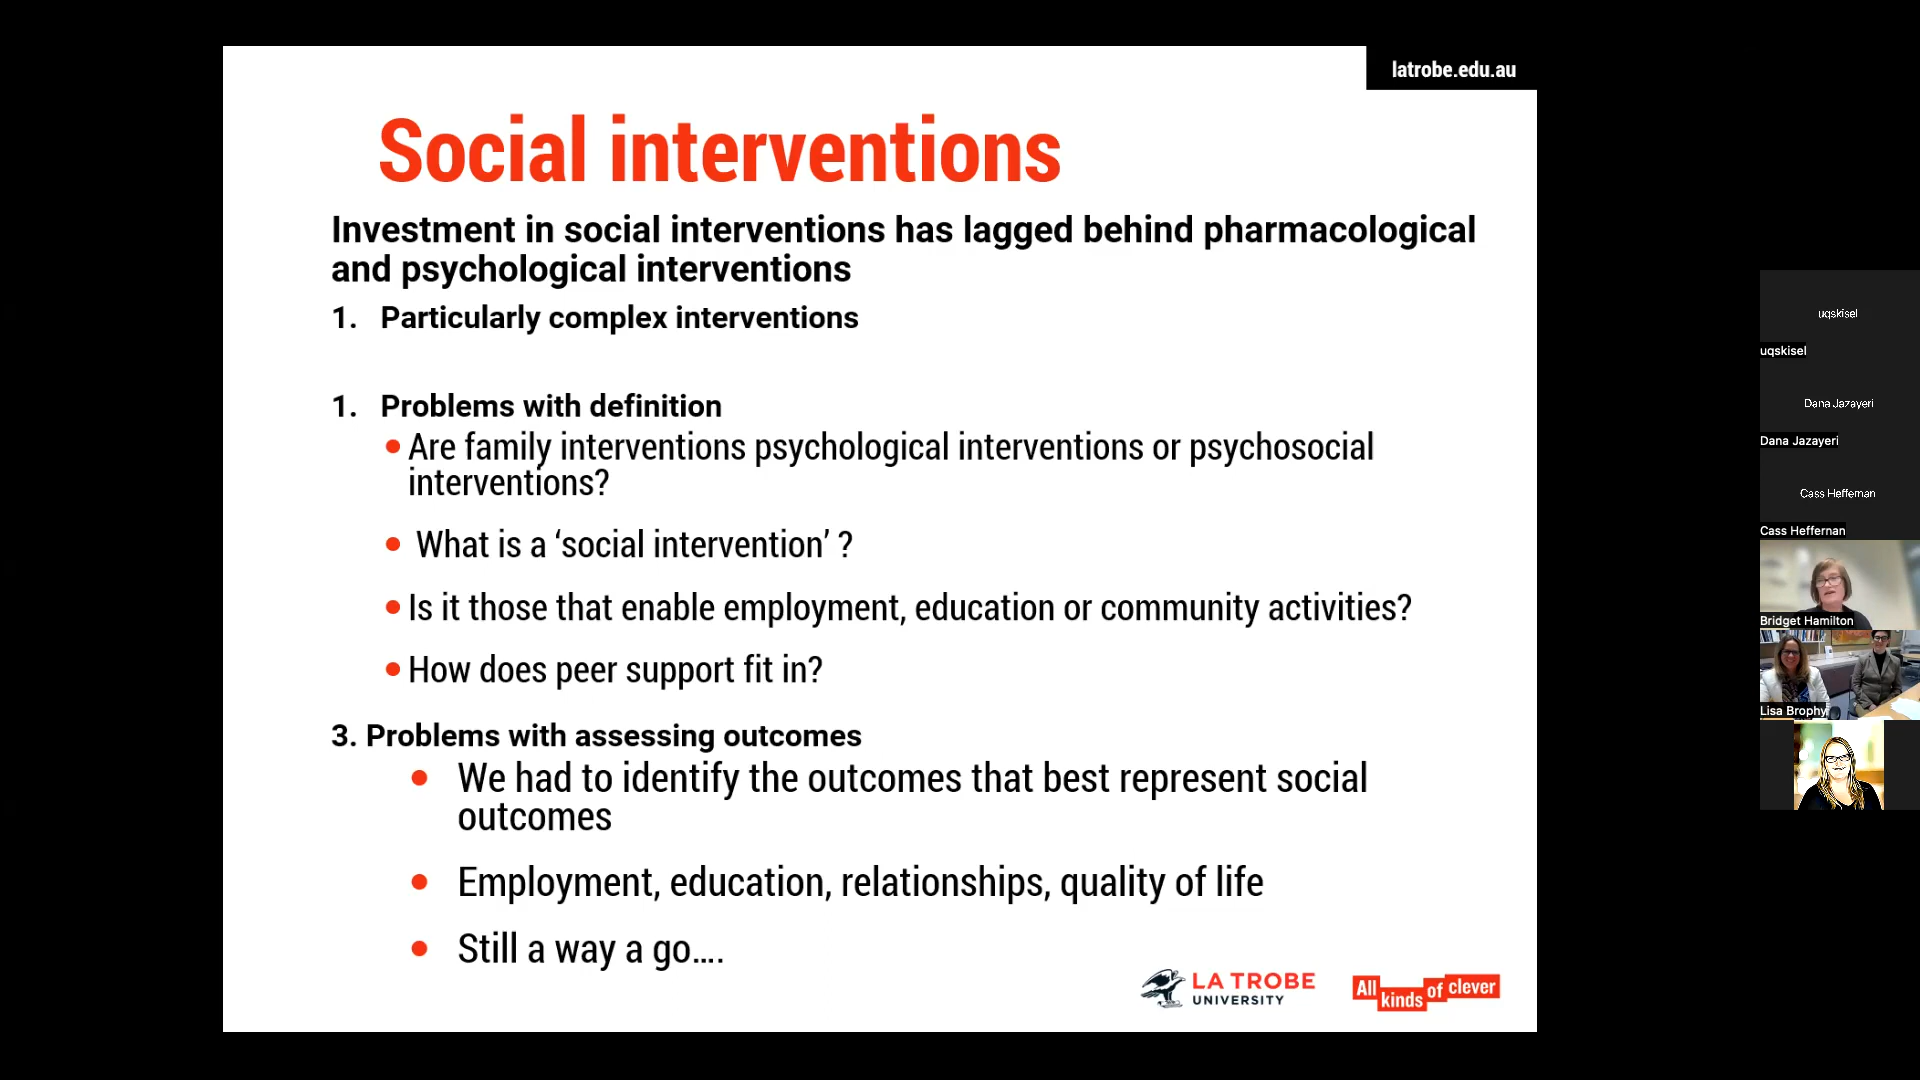 latrobe.edu.au
Social interventions
Investment in social interventions has lagged behind pharmacological
and psychological interventions
1. Particularly complex interventions
1. Problems with definition
• Are family interventions psychological interventions or psychosocial
interventions?
• What is a ‘social intervention’ ?
• Is it those that enable employment, education or community activities?
• How does peer support fit in?
3. Problems with assessing outcomes
• We had to identify the outcomes that best represent social
outcomes
• Employment, education, relationships, quality of life
• Still a way a go....
LA TROBE
UNIVERSITY
All kinds of clever
uqskisel
uqskisel
Dana Jazayeri
Dana Jazayeri
Cass Heffernan
Cass Heffernan
Bridget Hamilton
Lisa Brophy